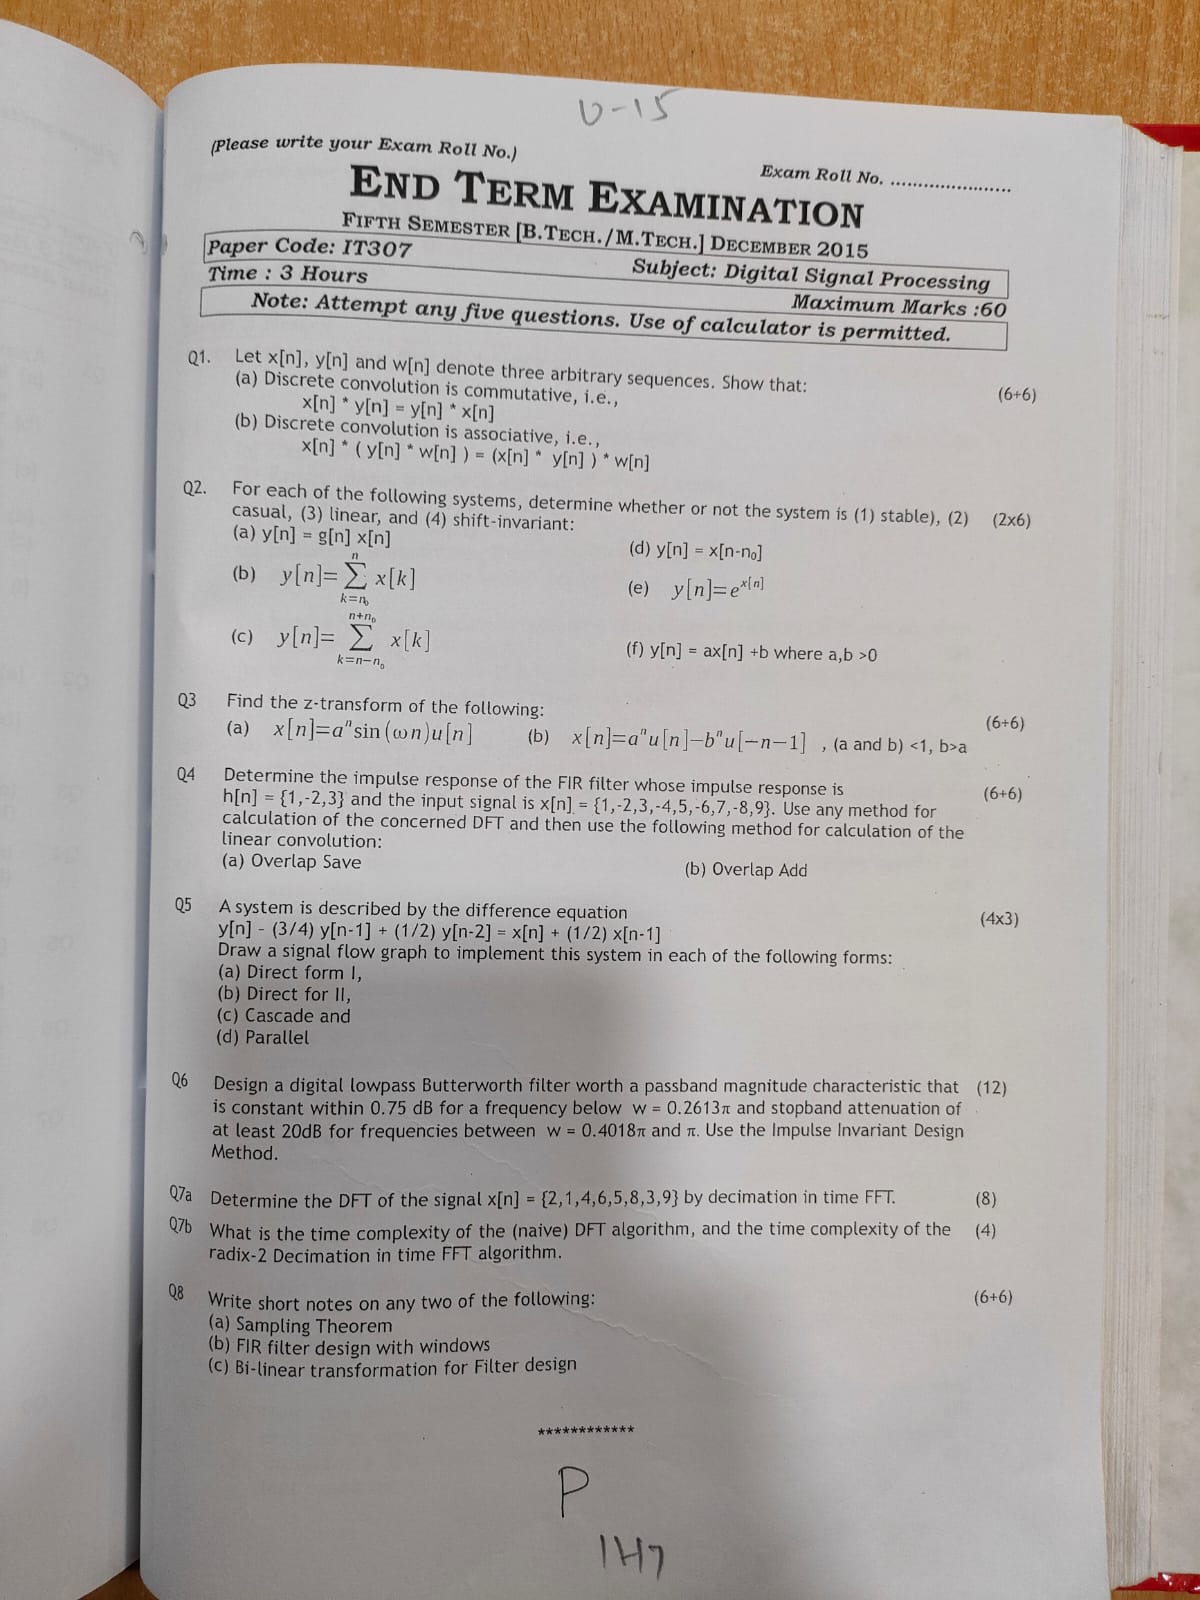 U-15
(Please write your Exam Roll No.)
Exam Roll No. ......................
END TERM EXAMINATION
FIFTH SEMESTER [B.TECH./M.TECH.] DECEMBER 2015
Paper Code: IT307 Subject: Digital Signal Processing
Time : 3 Hours Maximum Marks :60
Note: Attempt any five questions. Use of calculator is permitted.
Q1. Let x[n], y[n] and w[n] denote three arbitrary sequences. Show that: (6+6)
(a) Discrete convolution is commutative, i.e.,
x[n] * y[n] = y[n] * x[n]
(b) Discrete convolution is associative, i.e.,
x[n] * ( y[n] * w[n] ) = (x[n] * y[n] ) * w[n]
Q2. For each of the following systems, determine whether or not the system is (1) stable), (2) (2x6)
casual, (3) linear, and (4) shift-invariant:
(a) y[n] = g[n] x[n] (d) y[n] = x[n-n₀]
(b) y[n]=∑_{k=n₀}^{n} x[k] (e) y[n]=e^{x[n]}
(c) y[n]=∑_{k=n−n₀}^{n+n₀} x[k] (f) y[n] = ax[n] +b where a,b >0
Q3 Find the z-transform of the following: (6+6)
(a) x[n]=aⁿsin(ωn)u[n] (b) x[n]=aⁿu[n]−bⁿu[−n−1] , (a and b) <1, b>a
Q4 Determine the impulse response of the FIR filter whose impulse response is (6+6)
h[n] = {1,-2,3} and the input signal is x[n] = {1,-2,3,-4,5,-6,7,-8,9}. Use any method for
calculation of the concerned DFT and then use the following method for calculation of the
linear convolution:
(a) Overlap Save (b) Overlap Add
Q5 A system is described by the difference equation (4x3)
y[n] - (3/4) y[n-1] + (1/2) y[n-2] = x[n] + (1/2) x[n-1]
Draw a signal flow graph to implement this system in each of the following forms:
(a) Direct form I,
(b) Direct for II,
(c) Cascade and
(d) Parallel
Q6 Design a digital lowpass Butterworth filter worth a passband magnitude characteristic that (12)
is constant within 0.75 dB for a frequency below w = 0.2613π and stopband attenuation of
at least 20dB for frequencies between w = 0.4018π and π. Use the Impulse Invariant Design
Method.
Q7a Determine the DFT of the signal x[n] = {2,1,4,6,5,8,3,9} by decimation in time FFT. (8)
Q7b What is the time complexity of the (naive) DFT algorithm, and the time complexity of the (4)
radix-2 Decimation in time FFT algorithm.
Q8 Write short notes on any two of the following: (6+6)
(a) Sampling Theorem
(b) FIR filter design with windows
(c) Bi-linear transformation for Filter design
************
P
147